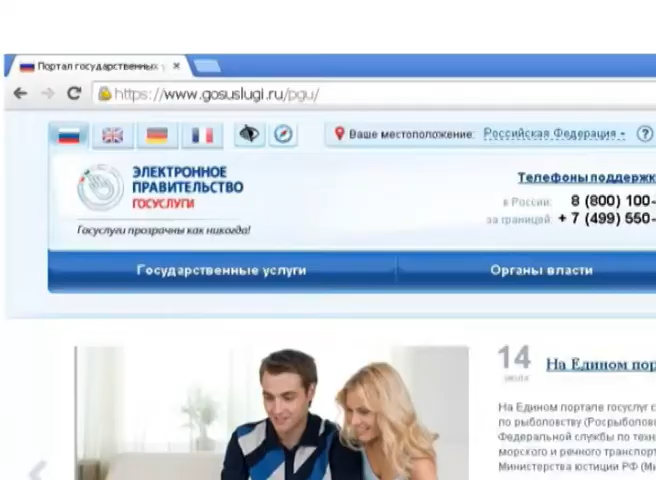 Портал государственных у
https://www.gosuslugi.ru/pgu/
Ваше местоположение: Российская Федерация
ЭЛЕКТРОННОЕ
ПРАВИТЕЛЬСТВО
ГОСУСЛУГИ
Госуслуги прозрачны как никогда!
Телефоны поддержк
в России: 8 (800) 100-
за границей: + 7 (499) 550-
Государственные услуги Органы власти
14
июля
На Едином пор
На Едином портале госуслуг с
по рыболовству (Росрыболов
Федеральной службы по техн
морского и речного транспорт
Министерства юстиции РФ (Ми